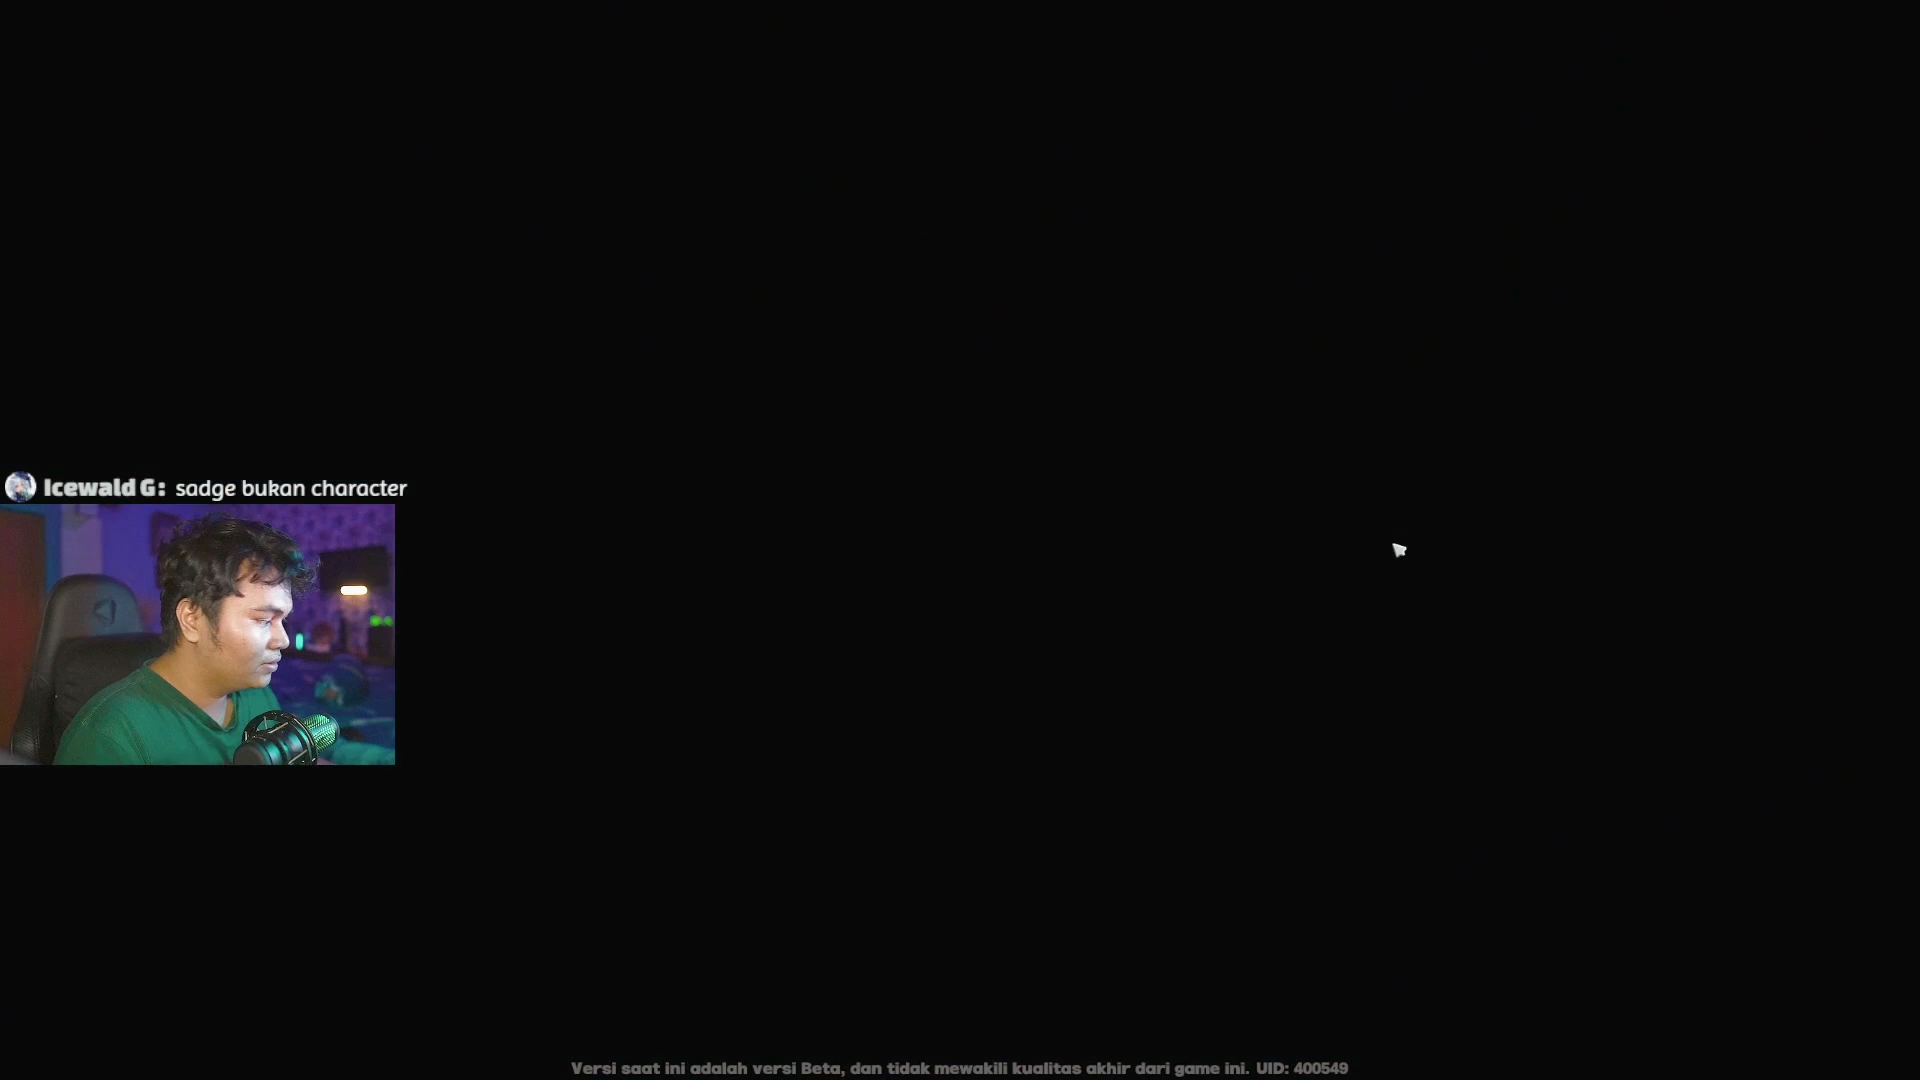 Icewald G: sadge bukan character
Versi saat ini adalah versi Beta, dan tidak mewakili kualitas akhir dari game ini. UID: 400549